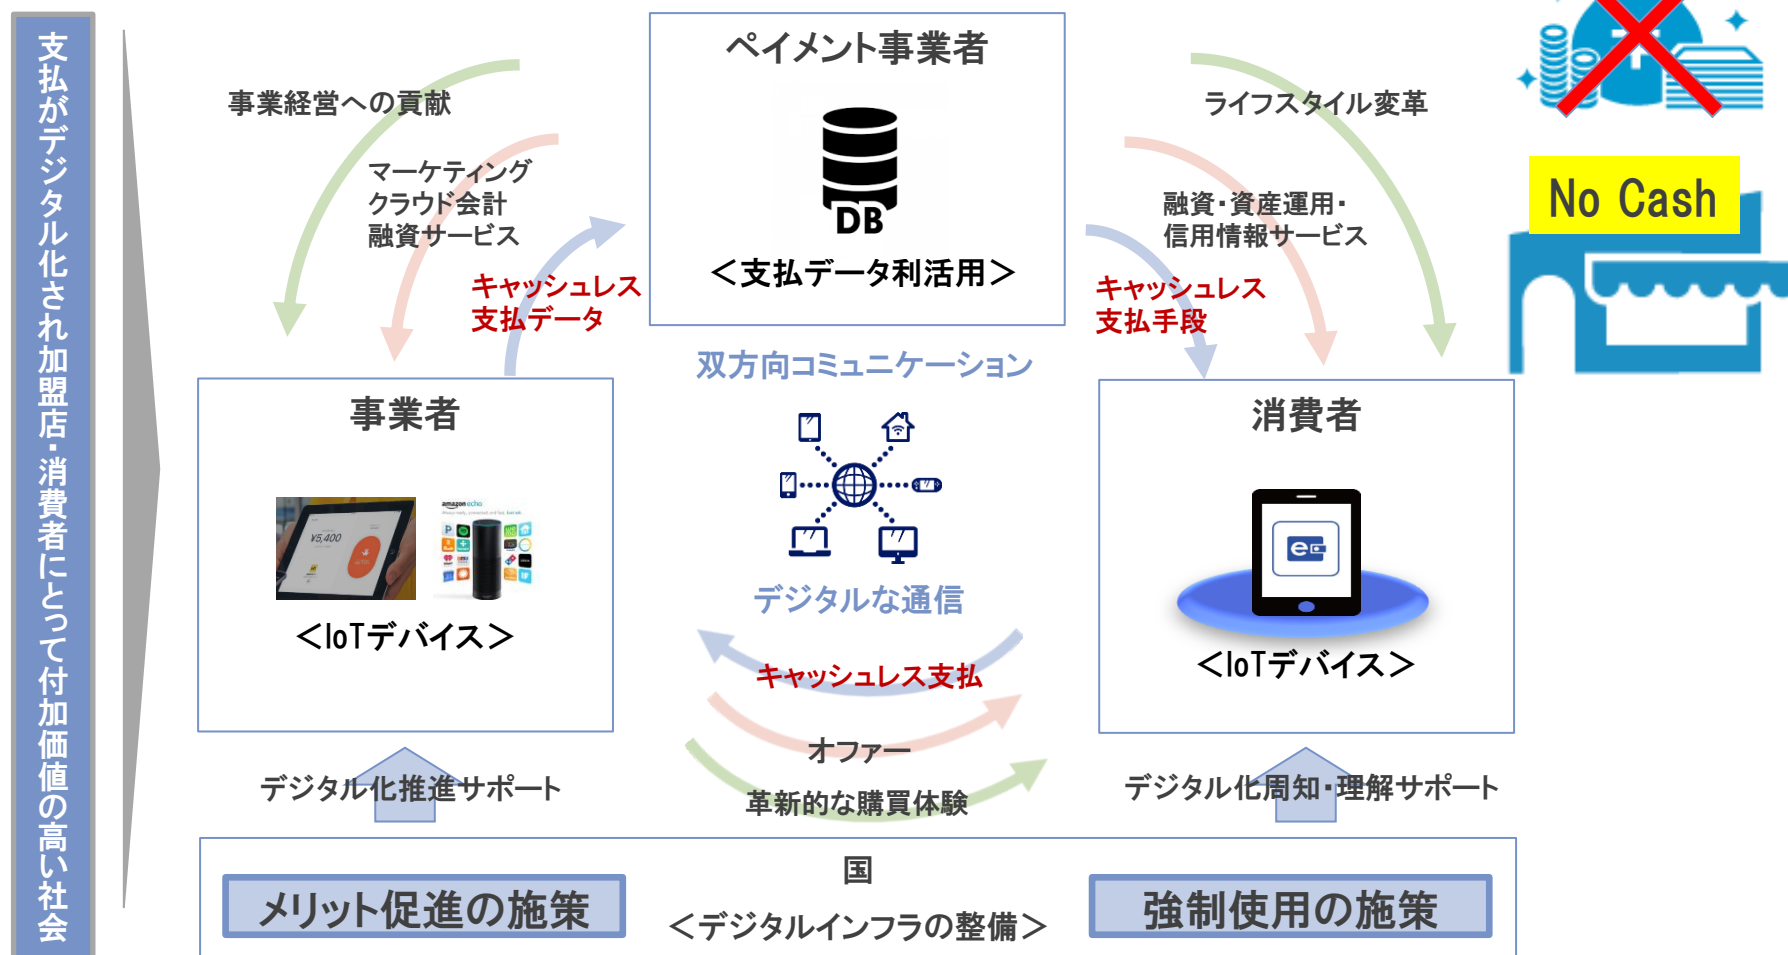 支払がデジタル化され加盟店・消費者にとって付加価値の高い社会
ペイメント事業者
DB
＜支払データ利活用＞
事業経営への貢献
マーケティング
クラウド会計
融資サービス
キャッシュレス
支払データ
ライフスタイル変革
融資・資産運用・
信用情報サービス
キャッシュレス
支払手段
No Cash
双方向コミュニケーション
デジタルな通信
事業者
¥5,400
amazon echo
＜IoTデバイス＞
消費者
e
＜IoTデバイス＞
キャッシュレス支払
オファー
革新的な購買体験
デジタル化推進サポート
デジタル化周知・理解サポート
国
メリット促進の施策
＜デジタルインフラの整備＞
強制使用の施策